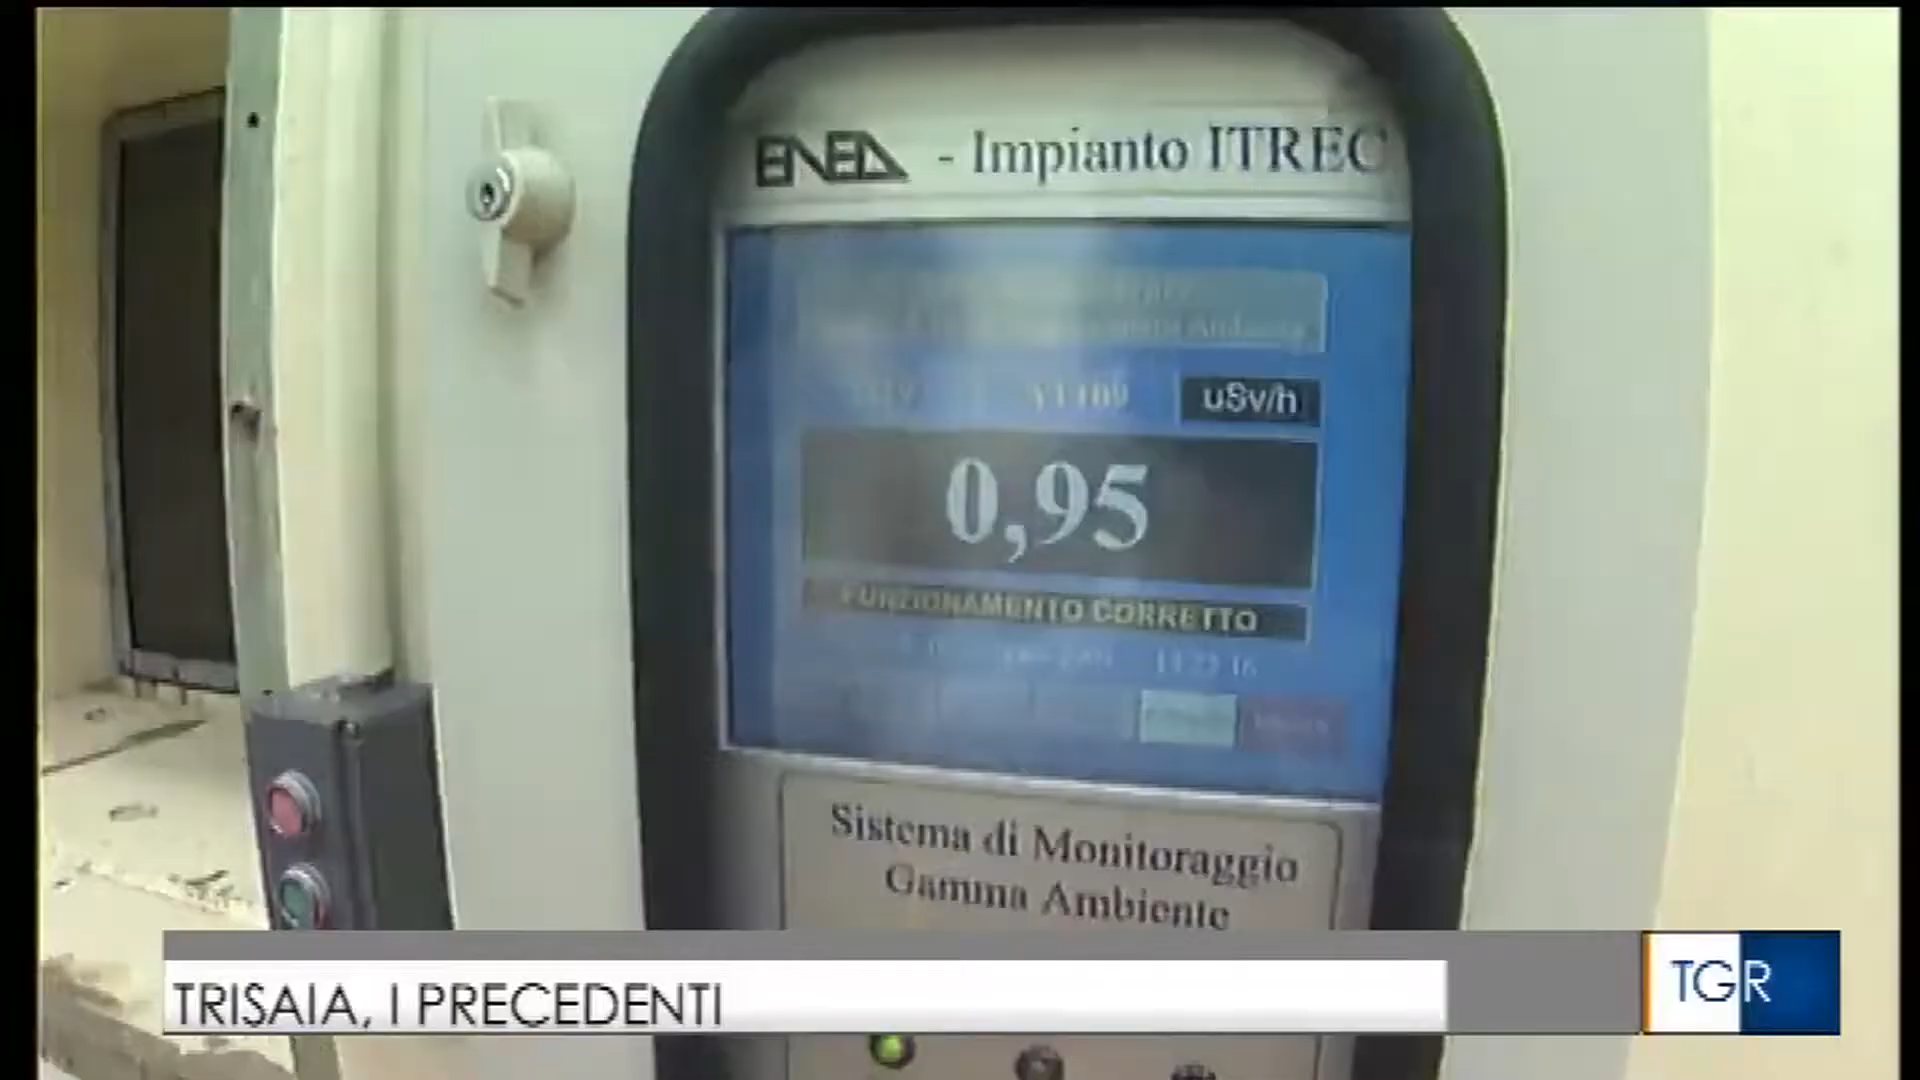 ENEA - Impianto ITREC
uSv/h
0,95
FUNZIONAMENTO CORRETTO
Sistema di Monitoraggio
Gamma Ambiente
TRISAIA, I PRECEDENTI
TGR